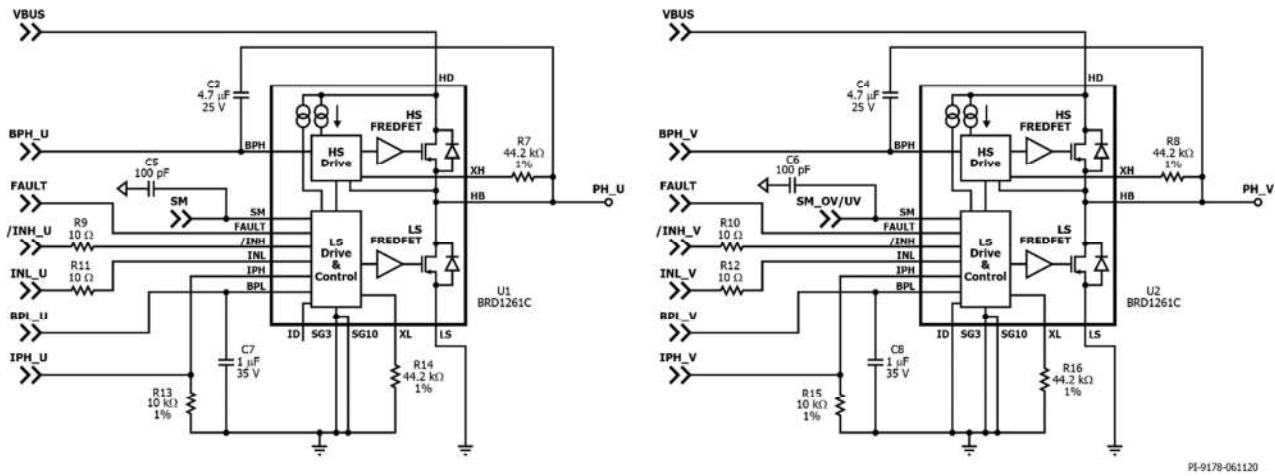 VBUS
C3
4.7 µF
25 V
HD
HS
FREDFET
BPH_U
BPH
HS
Drive
R7
44.2 kΩ
1%
XH
C5
100 pF
FAULT
HB
PH_U
SM
SM
FAULT
/INH_U
R9
10 Ω
/INH
LS
Drive
&
Control
LS
FREDFET
INL_U
R11
10 Ω
INL
IPH
BPL
U1
BRD1261C
BPL_U
ID
SG3
SG10
XL
LS
IPH_U
C7
1 µF
35 V
R14
44.2 kΩ
1%
R13
10 kΩ
1%
VBUS
C4
4.7 µF
25 V
HD
HS
FREDFET
BPH_V
BPH
HS
Drive
R8
44.2 kΩ
1%
XH
C6
100 pF
FAULT
HB
PH_V
SM_OV/UV
SM
FAULT
/INH_V
R10
10 Ω
/INH
LS
Drive
&
Control
LS
FREDFET
INL_V
R12
10 Ω
INL
IPH
BPL
U2
BRD1261C
BPL_V
ID
SG3
SG10
XL
LS
IPH_V
C8
1 µF
35 V
R16
44.2 kΩ
1%
R15
10 kΩ
1%
PI-9178-061120